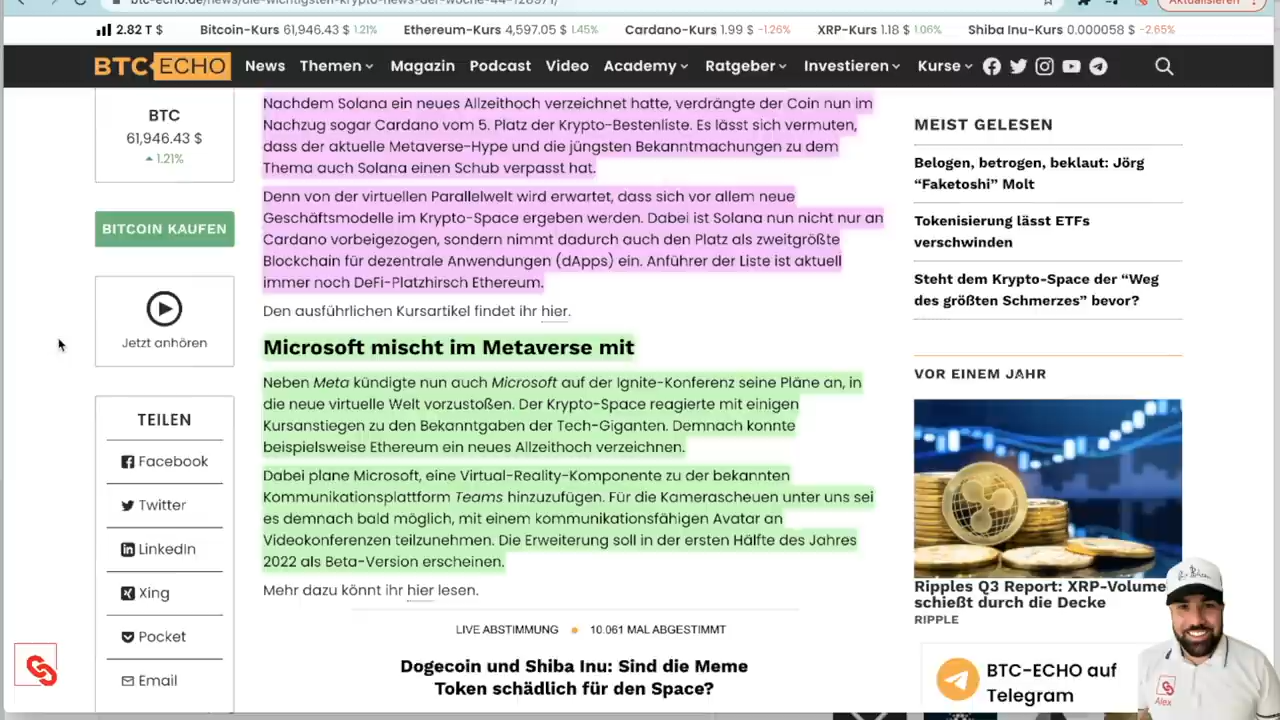 btc-echo.de/news/die-wichtigsten-krypto-news-der-woche-44-128971/
Aktualisieren
2.82 T $ Bitcoin-Kurs 61,946.43 $ 1.21% Ethereum-Kurs 4,597.05 $ 1.45% Cardano-Kurs 1.99 $ -1.26% XRP-Kurs 1.18 $ 1.06% Shiba Inu-Kurs 0.000058 $ -2.65%
BTC-ECHO News Themen Magazin Podcast Video Academy Ratgeber Investieren Kurse
BTC
61,946.43 $
1.21%
BITCOIN KAUFEN
Jetzt anhören
TEILEN
Facebook
Twitter
LinkedIn
Xing
Pocket
Email
Nachdem Solana ein neues Allzeithoch verzeichnet hatte, verdrängte der Coin nun im
Nachzug sogar Cardano vom 5. Platz der Krypto-Bestenliste. Es lässt sich vermuten,
dass der aktuelle Metaverse-Hype und die jüngsten Bekanntmachungen zu dem
Thema auch Solana einen Schub verpasst hat.
Denn von der virtuellen Parallelwelt wird erwartet, dass sich vor allem neue
Geschäftsmodelle im Krypto-Space ergeben werden. Dabei ist Solana nun nicht nur an
Cardano vorbeigezogen, sondern nimmt dadurch auch den Platz als zweitgrößte
Blockchain für dezentrale Anwendungen (dApps) ein. Anführer der Liste ist aktuell
immer noch DeFi-Platzhirsch Ethereum.
Den ausführlichen Kursartikel findet ihr hier.
Microsoft mischt im Metaverse mit
Neben Meta kündigte nun auch Microsoft auf der Ignite-Konferenz seine Pläne an, in
die neue virtuelle Welt vorzustoßen. Der Krypto-Space reagierte mit einigen
Kursanstiegen zu den Bekanntgaben der Tech-Giganten. Demnach konnte
beispielsweise Ethereum ein neues Allzeithoch verzeichnen.
Dabei plane Microsoft, eine Virtual-Reality-Komponente zu der bekannten
Kommunikationsplattform Teams hinzuzufügen. Für die Kamerascheuen unter uns sei
es demnach bald möglich, mit einem kommunikationsfähigen Avatar an
Videokonferenzen teilzunehmen. Die Erweiterung soll in der ersten Hälfte des Jahres
2022 als Beta-Version erscheinen.
Mehr dazu könnt ihr hier lesen.
LIVE ABSTIMMUNG 10.061 MAL ABGESTIMMT
Dogecoin und Shiba Inu: Sind die Meme
Token schädlich für den Space?
MEIST GELESEN
Belogen, betrogen, beklaut: Jörg
“Faketoshi” Molt
Tokenisierung lässt ETFs
verschwinden
Steht dem Krypto-Space der “Weg
des größten Schmerzes” bevor?
VOR EINEM JAHR
Ripples Q3 Report: XRP-Volume
schießt durch die Decke
RIPPLE
BTC-ECHO auf
Telegram
Alex